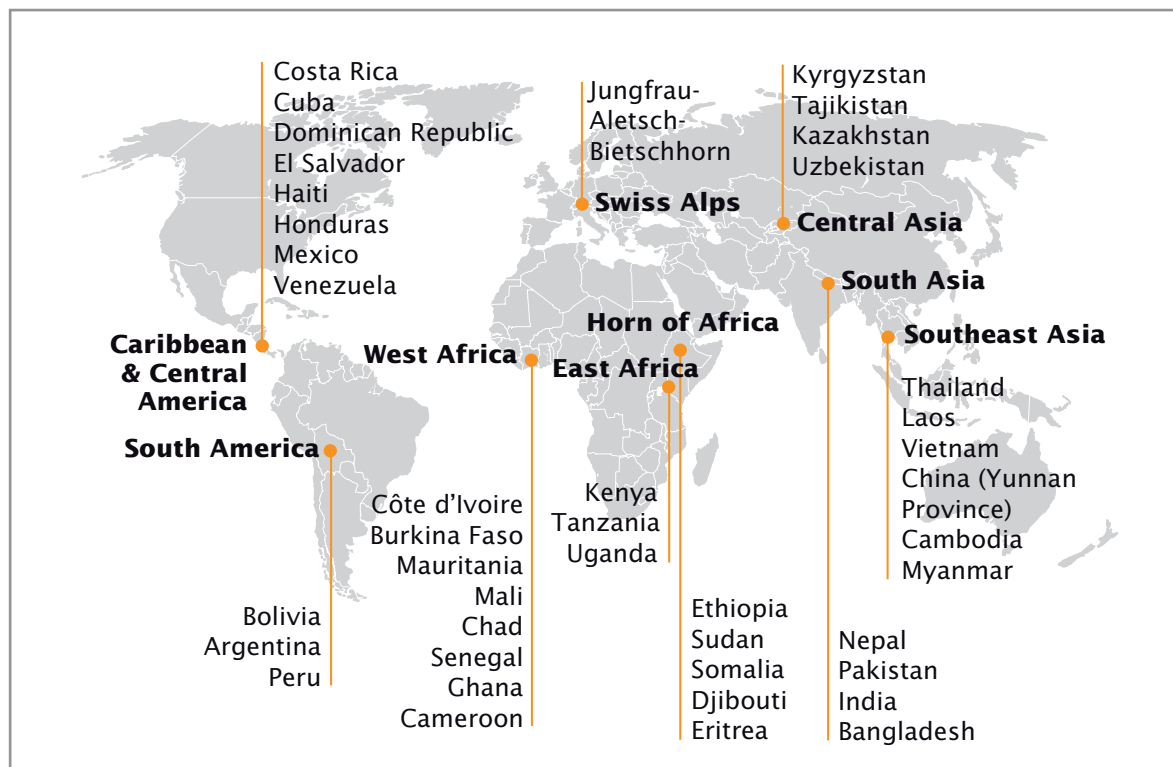 Costa Rica
Cuba
Dominican Republic
El Salvador
Haiti
Honduras
Mexico
Venezuela
Caribbean
& Central
America
South America
Bolivia
Argentina
Peru
West Africa
Côte d’Ivoire
Burkina Faso
Mauritania
Mali
Chad
Senegal
Ghana
Cameroon
Jungfrau-
Aletsch-
Bietschhorn
Swiss Alps
Horn of Africa
Ethiopia
Sudan
Somalia
Djibouti
Eritrea
East Africa
Kenya
Tanzania
Uganda
Kyrgyzstan
Tajikistan
Kazakhstan
Uzbekistan
Central Asia
South Asia
Nepal
Pakistan
India
Bangladesh
Southeast Asia
Thailand
Laos
Vietnam
China (Yunnan
Province)
Cambodia
Myanmar